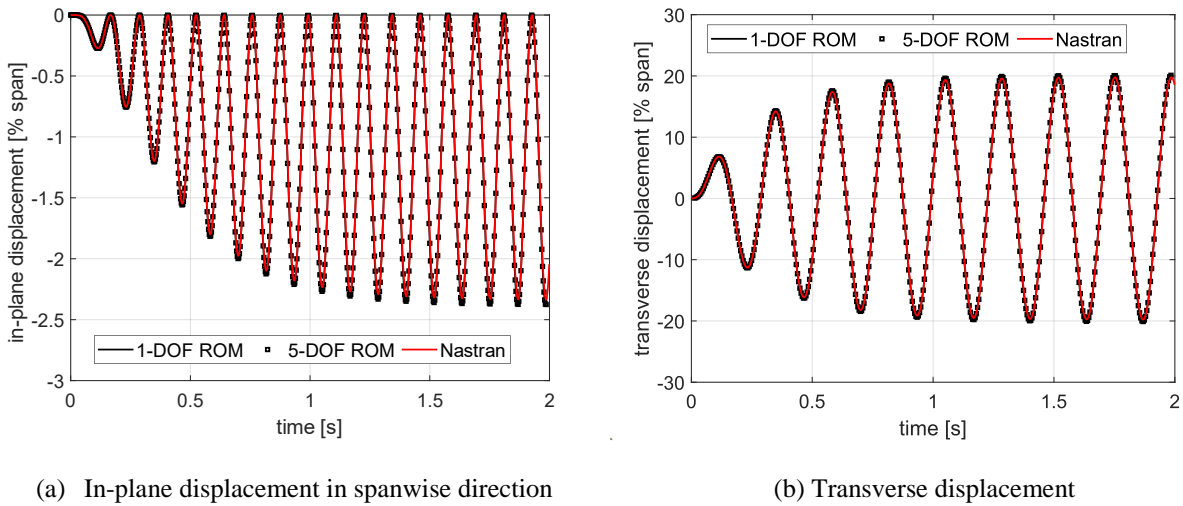 in-plane displacement [% span]
0
-0.5
-1
-1.5
-2
-2.5
-3
1-DOF ROM 5-DOF ROM Nastran
0 0.5 1 1.5 2
time [s]
(a) In-plane displacement in spanwise direction
transverse displacement [% span]
30
20
10
0
-10
-20
-30
1-DOF ROM 5-DOF ROM Nastran
0 0.5 1 1.5 2
time [s]
(b) Transverse displacement